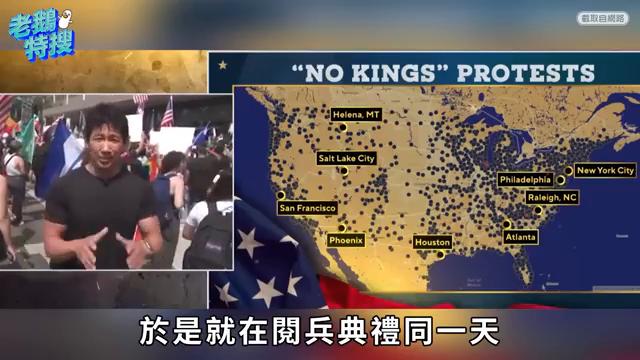 老鵝
特搜
截取自網路
“NO KINGS” PROTESTS
Helena, MT
Salt Lake City
New York City
Philadelphia
Raleigh, NC
San Francisco
Phoenix
Houston
Atlanta
於是就在閱兵典禮同一天